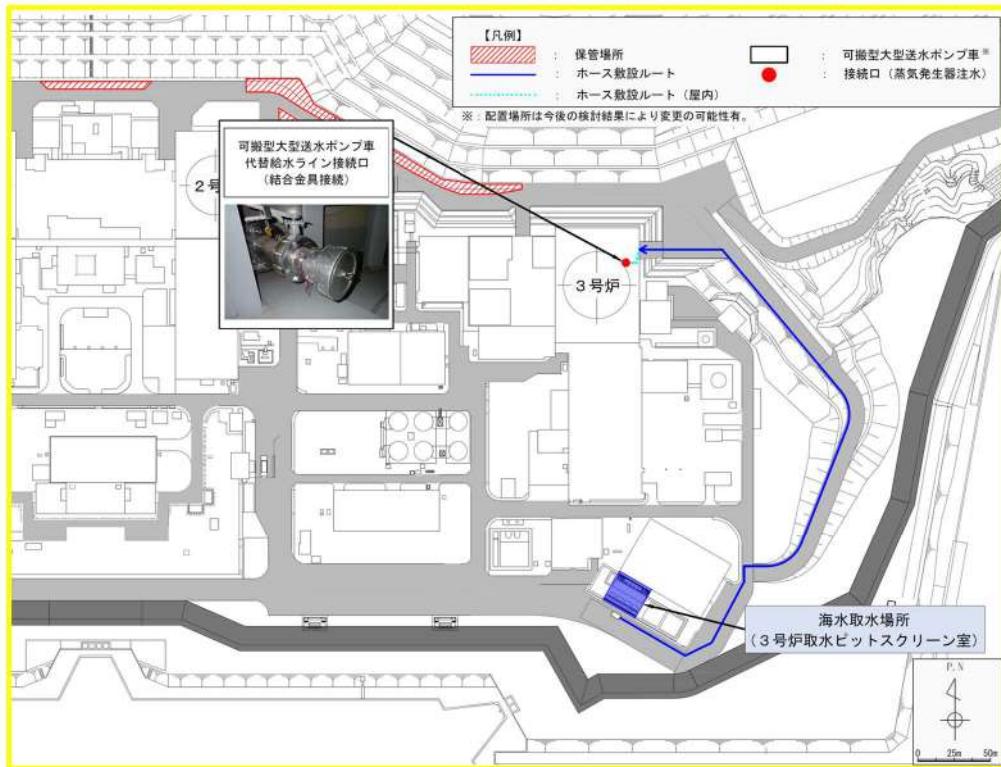 【凡例】
： 保管場所
： ホース敷設ルート
： ホース敷設ルート（屋内）
： 可搬型大型送水ポンプ車※
： 接続口（蒸気発生器注水）
※：配置場所は今後の検討結果により変更の可能性有。
可搬型大型送水ポンプ車
代替給水ライン接続口
（結合金具接続）
2号
3号炉
海水取水場所
（３号炉取水ピットスクリーン室）
P.N
0 25m 50m